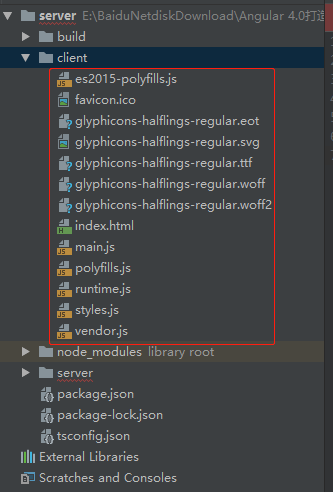 server E:\BaiduNetdiskDownload\Angular 4.0打造
build
client
es2015-polyfills.js
favicon.ico
glyphicons-halflings-regular.eot
glyphicons-halflings-regular.svg
glyphicons-halflings-regular.ttf
glyphicons-halflings-regular.woff
glyphicons-halflings-regular.woff2
index.html
main.js
polyfills.js
runtime.js
styles.js
vendor.js
node_modules library root
server
package.json
package-lock.json
tsconfig.json
External Libraries
Scratches and Consoles